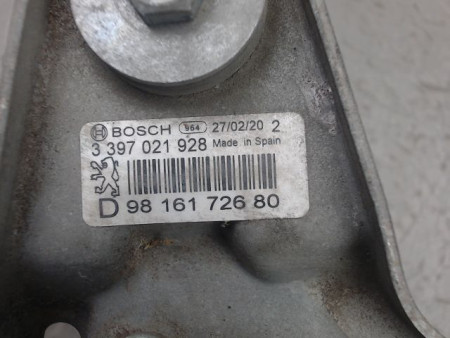 BOSCH 964 27/02/20 2
3 397 021 928 Made in Spain
D 98 161 726 80